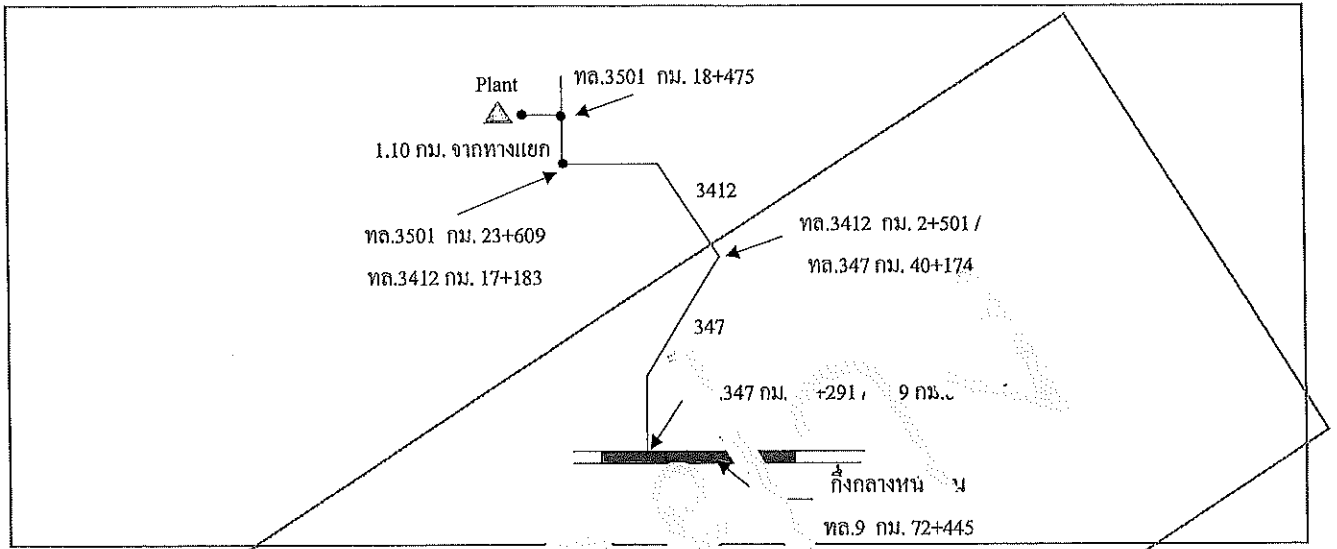 Plant
ทล.3501 กม. 18+475
1.10 กม. จากทางแยก
3412
ทล.3501 กม. 23+609
ทล.3412 กม. 17+183
ทล.3412 กม. 2+501 /
ทล.347 กม. 40+174
347
.347 กม. +291 / 9 กม.
กึ่งกลาง
ทล.9 กม. 72+445